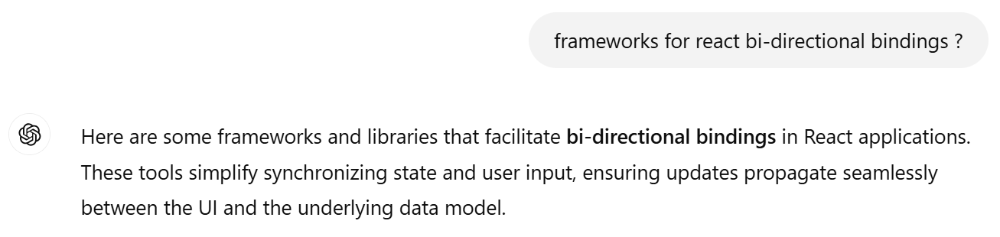 frameworks for react bi-directional bindings ?
Here are some frameworks and libraries that facilitate bi-directional bindings in React applications.
These tools simplify synchronizing state and user input, ensuring updates propagate seamlessly
between the UI and the underlying data model.